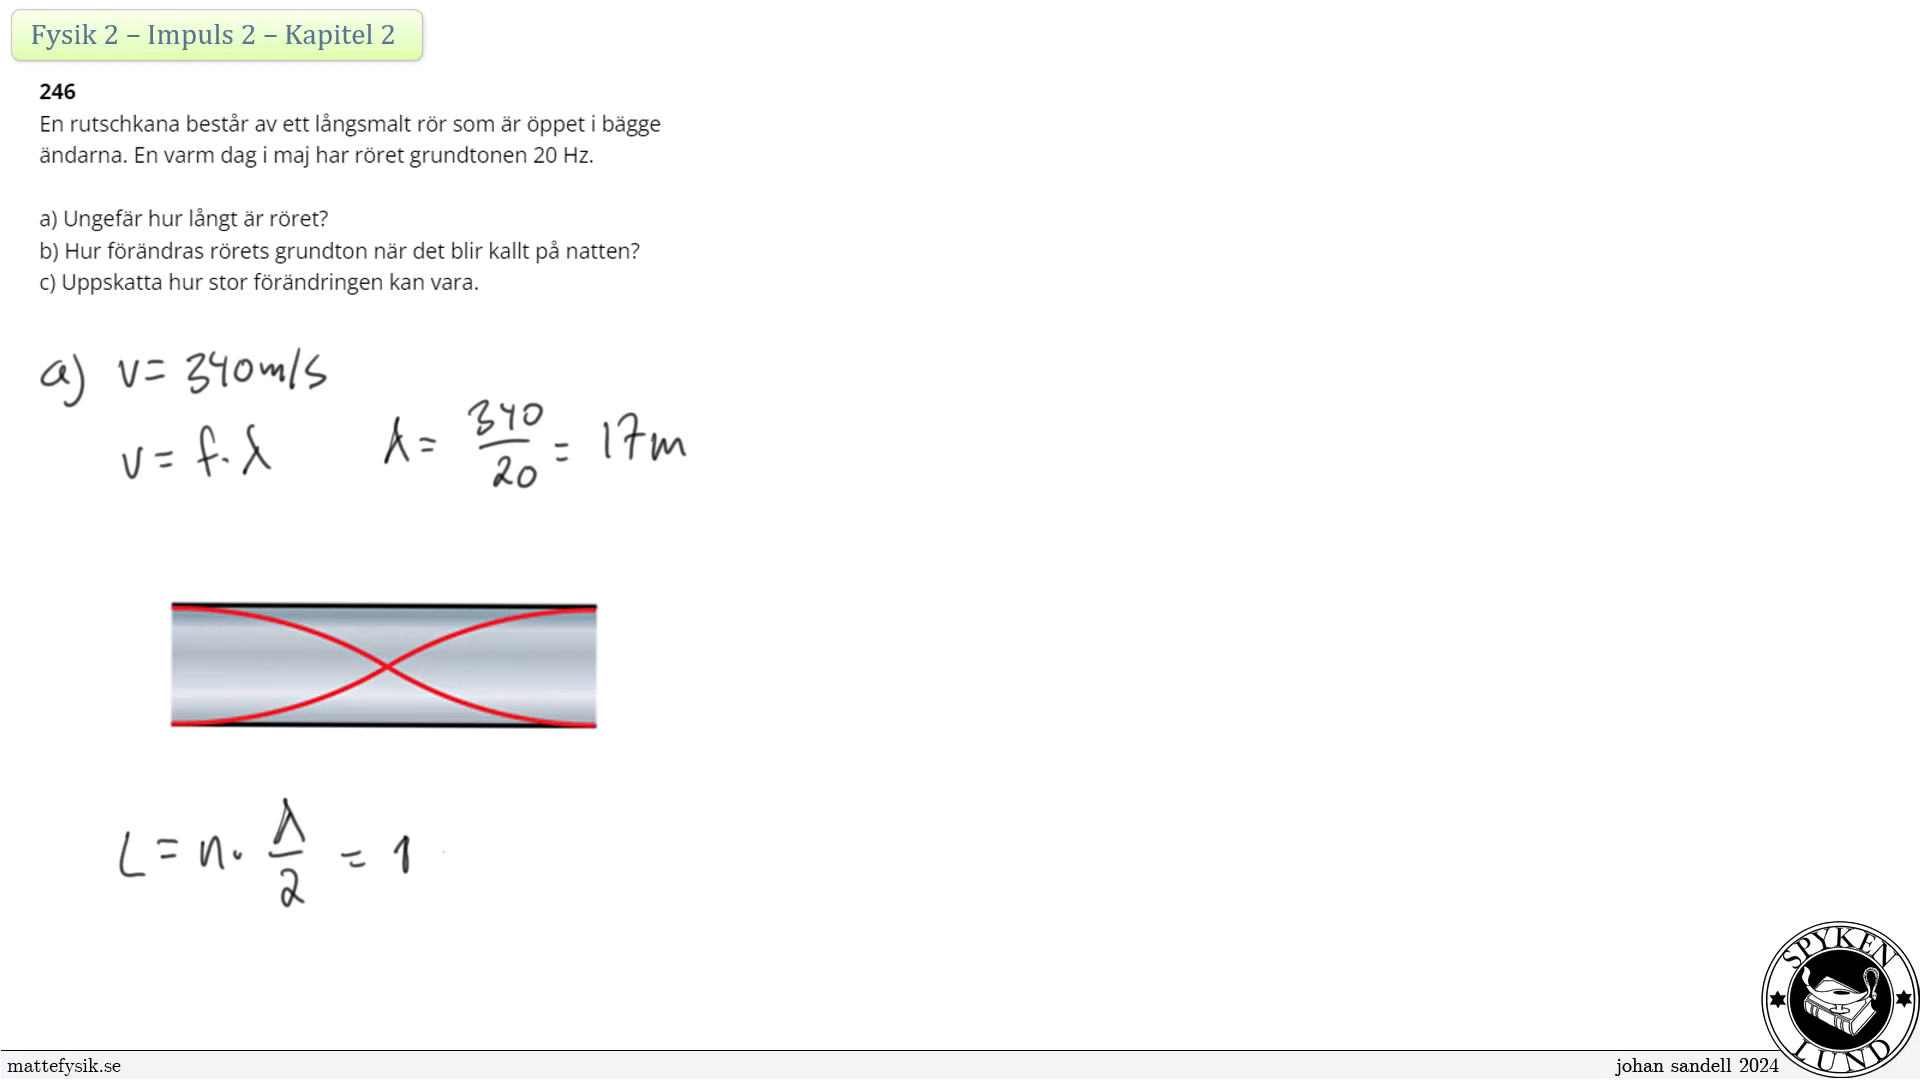 Fysik 2 – Impuls 2 – Kapitel 2
246
En rutschkana består av ett långsmalt rör som är öppet i bägge
ändarna. En varm dag i maj har röret grundtonen 20 Hz.
a) Ungefär hur långt är röret?
b) Hur förändras rörets grundton när det blir kallt på natten?
c) Uppskatta hur stor förändringen kan vara.
a) v = 340 m/s
v = f · λ λ = 340/20 = 17 m
L = n · λ/2 = 1
SPYKEN
LUND
mattefysik.se
johan sandell 2024